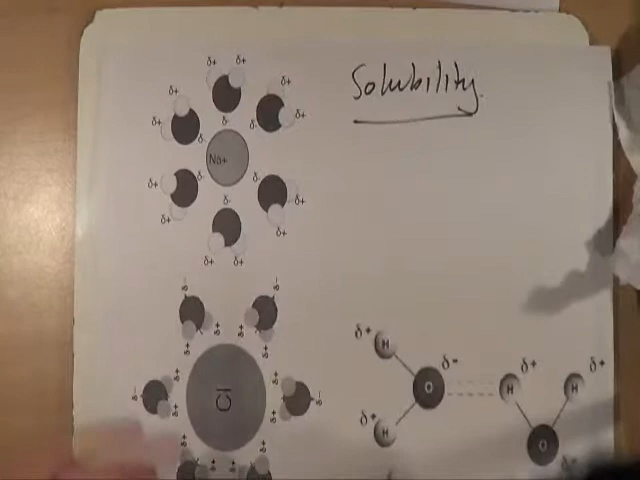 Solubility.
δ+ δ+
δ+ δ+
δ+ δ+
δ- δ- δ-
Na+
δ- δ-
δ+ δ+
δ-
δ+ δ+
δ+ δ+
δ- δ-
δ+ δ+
δ+ δ+
Cl
δ- δ+ δ+ δ-
δ+ δ+
δ+ δ+
δ+ H δ- δ+ δ+
O H H
δ+ H O
δ-